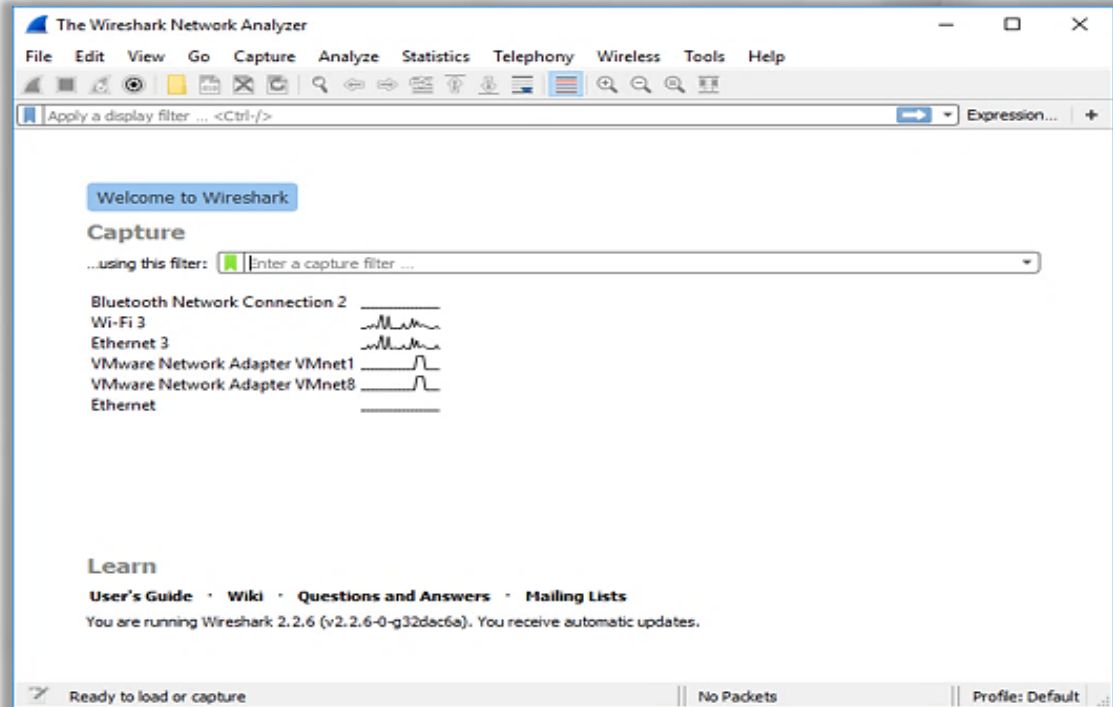 The Wireshark Network Analyzer
File Edit View Go Capture Analyze Statistics Telephony Wireless Tools Help
Apply a display filter ... <Ctrl-/> Expression... +
Welcome to Wireshark
Capture
...using this filter: Enter a capture filter ...
Bluetooth Network Connection 2
Wi-Fi 3
Ethernet 3
VMware Network Adapter VMnet1
VMware Network Adapter VMnet8
Ethernet
Learn
User's Guide · Wiki · Questions and Answers · Mailing Lists
You are running Wireshark 2.2.6 (v2.2.6-0-g32dac6a). You receive automatic updates.
Ready to load or capture No Packets Profile: Default